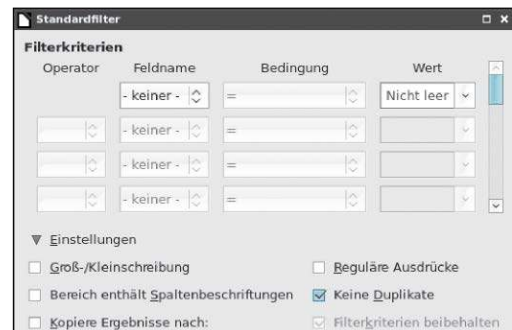 Standardfilter
Filterkriterien
Operator Feldname Bedingung Wert
- keiner - = Nicht leer
- keiner - =
- keiner - =
- keiner - =
Einstellungen
Groß-/Kleinschreibung Reguläre Ausdrücke
Bereich enthält Spaltenbeschriftungen Keine Duplikate
Kopiere Ergebnisse nach: Filterkriterien beibehalten